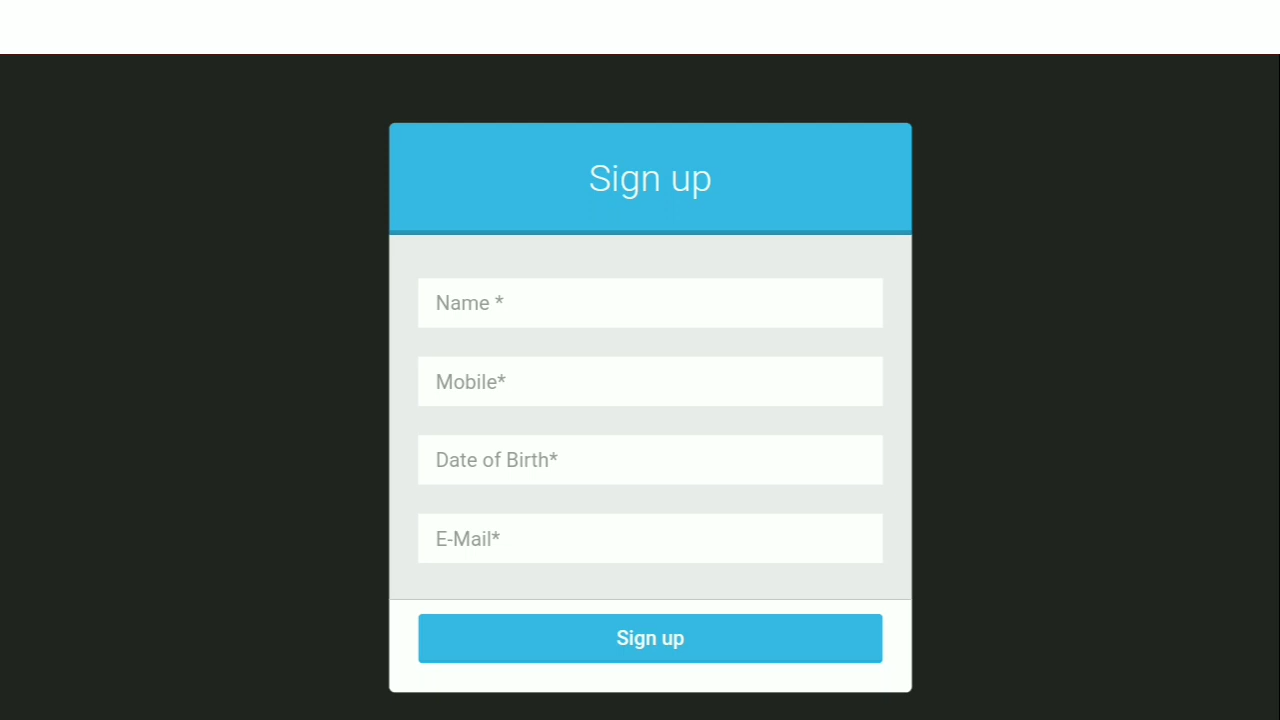 Sign up
Name *
Mobile*
Date of Birth*
E-Mail*
Sign up